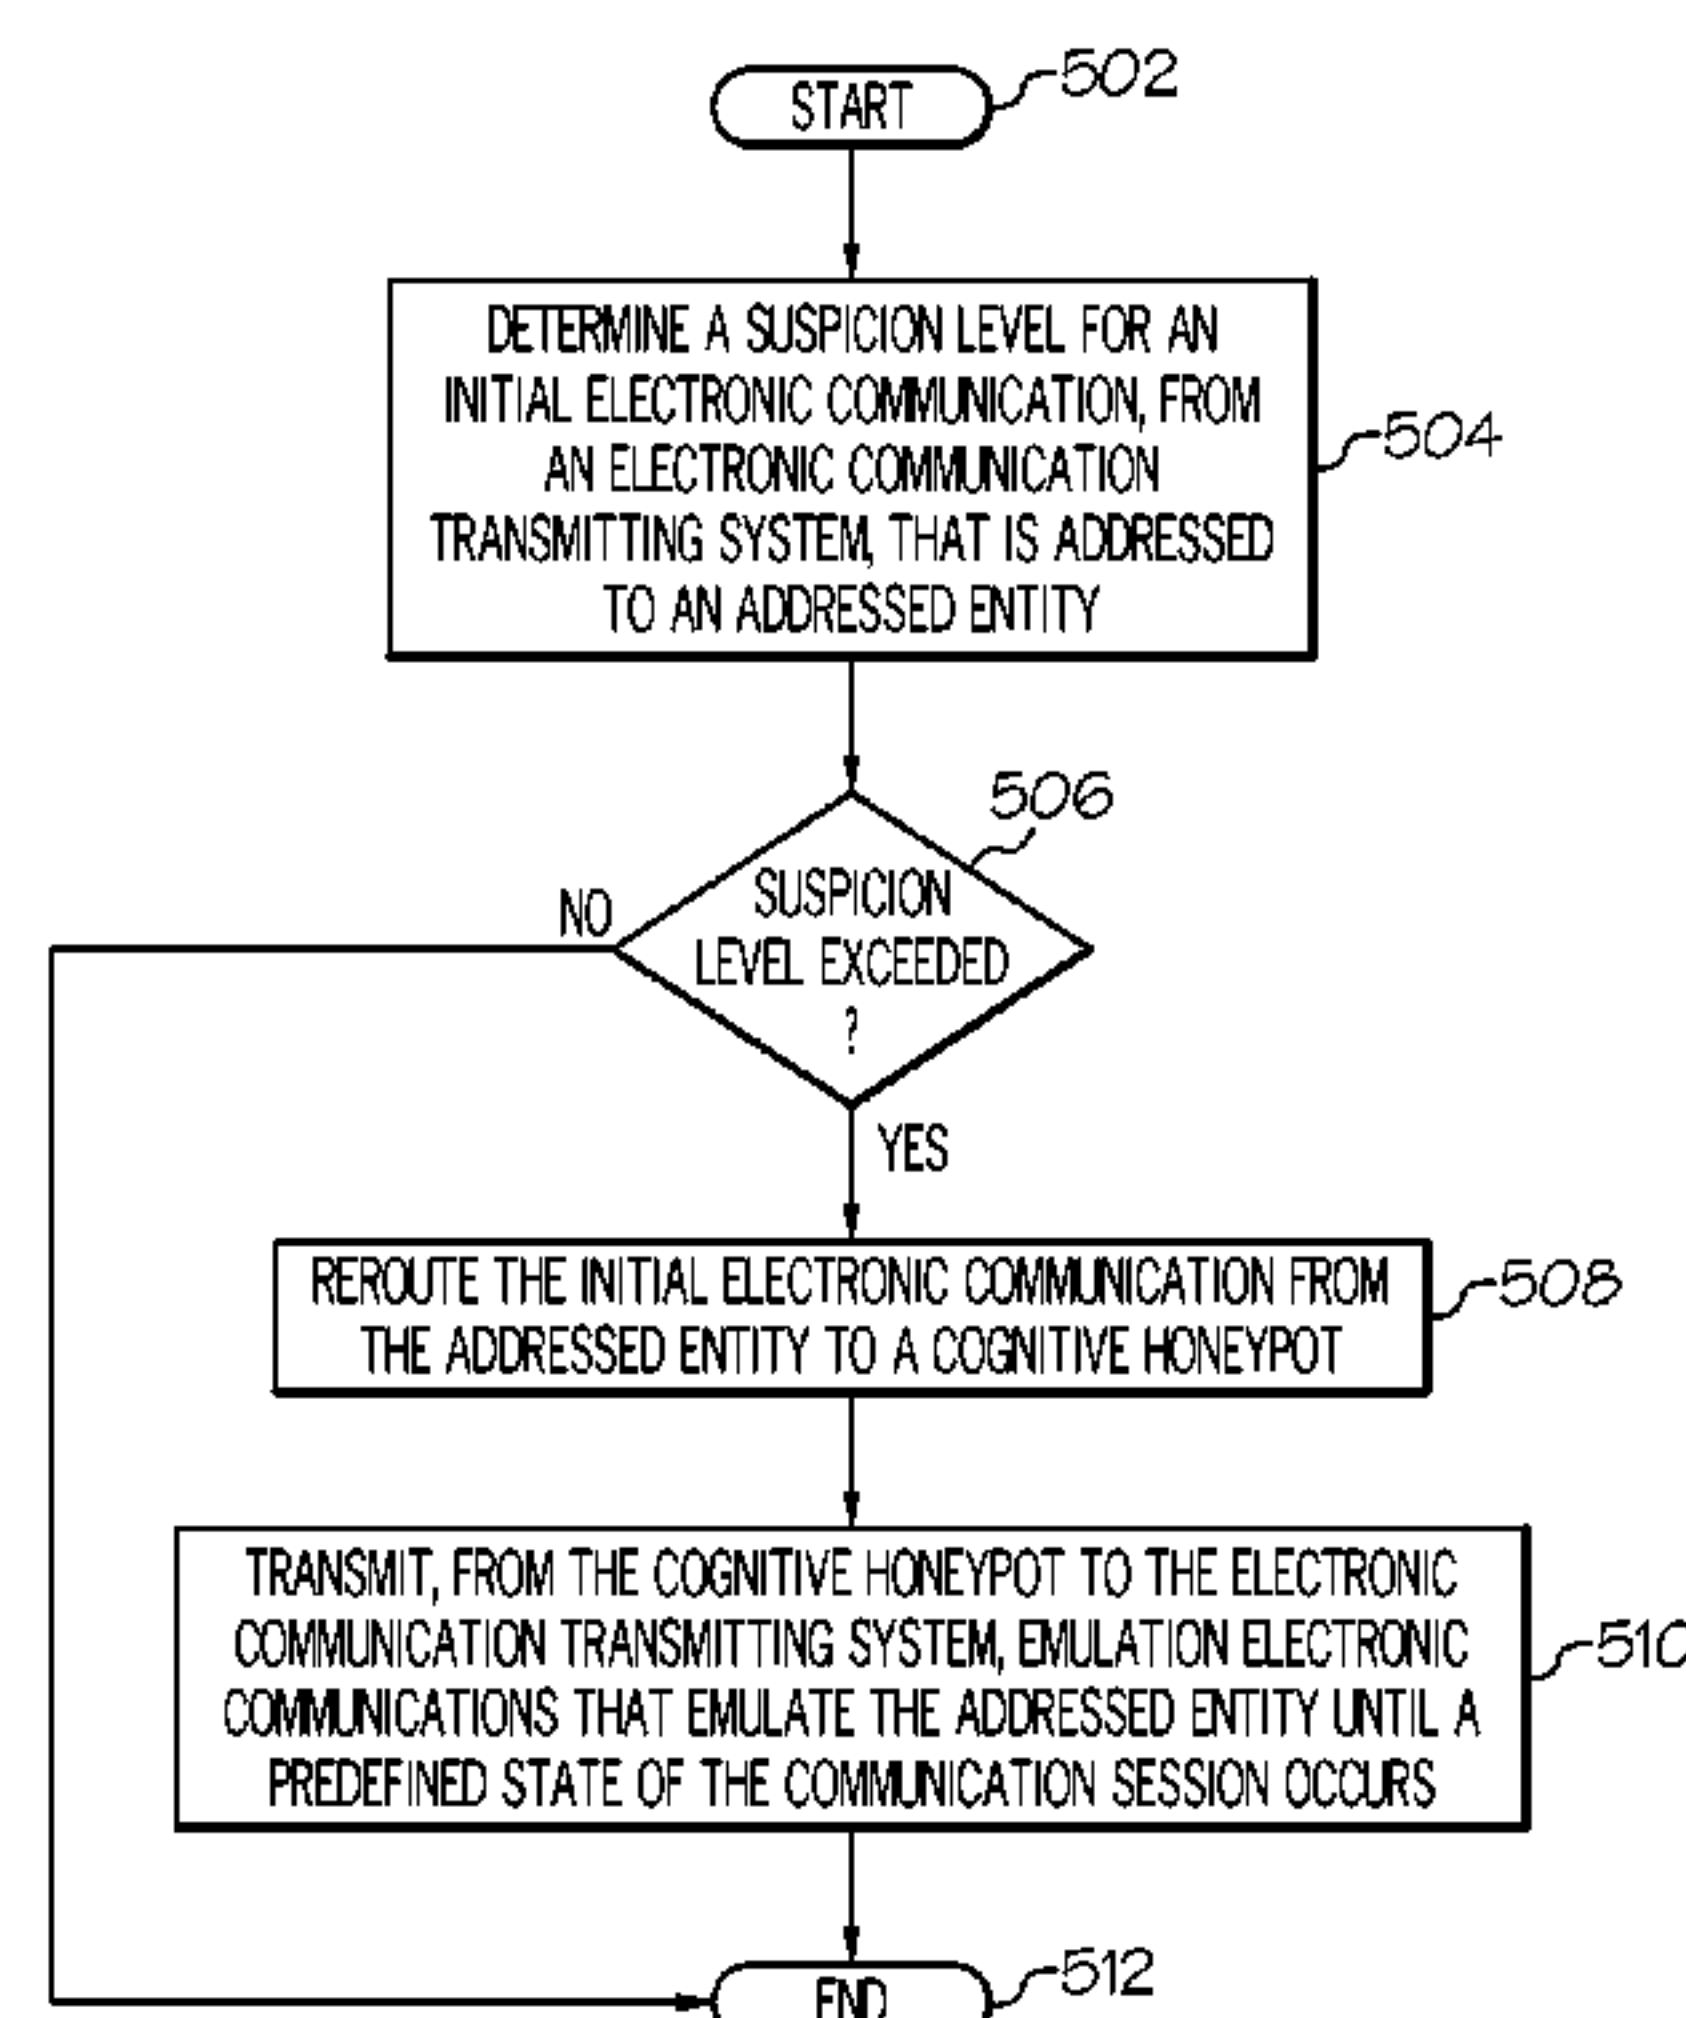 START
502
DETERMINE A SUSPICION LEVEL FOR AN
INITIAL ELECTRONIC COMMUNICATION, FROM
AN ELECTRONIC COMMUNICATION
TRANSMITTING SYSTEM, THAT IS ADDRESSED
TO AN ADDRESSED ENTITY
504
506
SUSPICION
LEVEL EXCEEDED
?
NO
YES
REROUTE THE INITIAL ELECTRONIC COMMUNICATION FROM
THE ADDRESSED ENTITY TO A COGNITIVE HONEYPOT
508
TRANSMIT, FROM THE COGNITIVE HONEYPOT TO THE ELECTRONIC
COMMUNICATION TRANSMITTING SYSTEM, EMULATION ELECTRONIC
COMMUNICATIONS THAT EMULATE THE ADDRESSED ENTITY UNTIL A
PREDEFINED STATE OF THE COMMUNICATION SESSION OCCURS
510
END
512